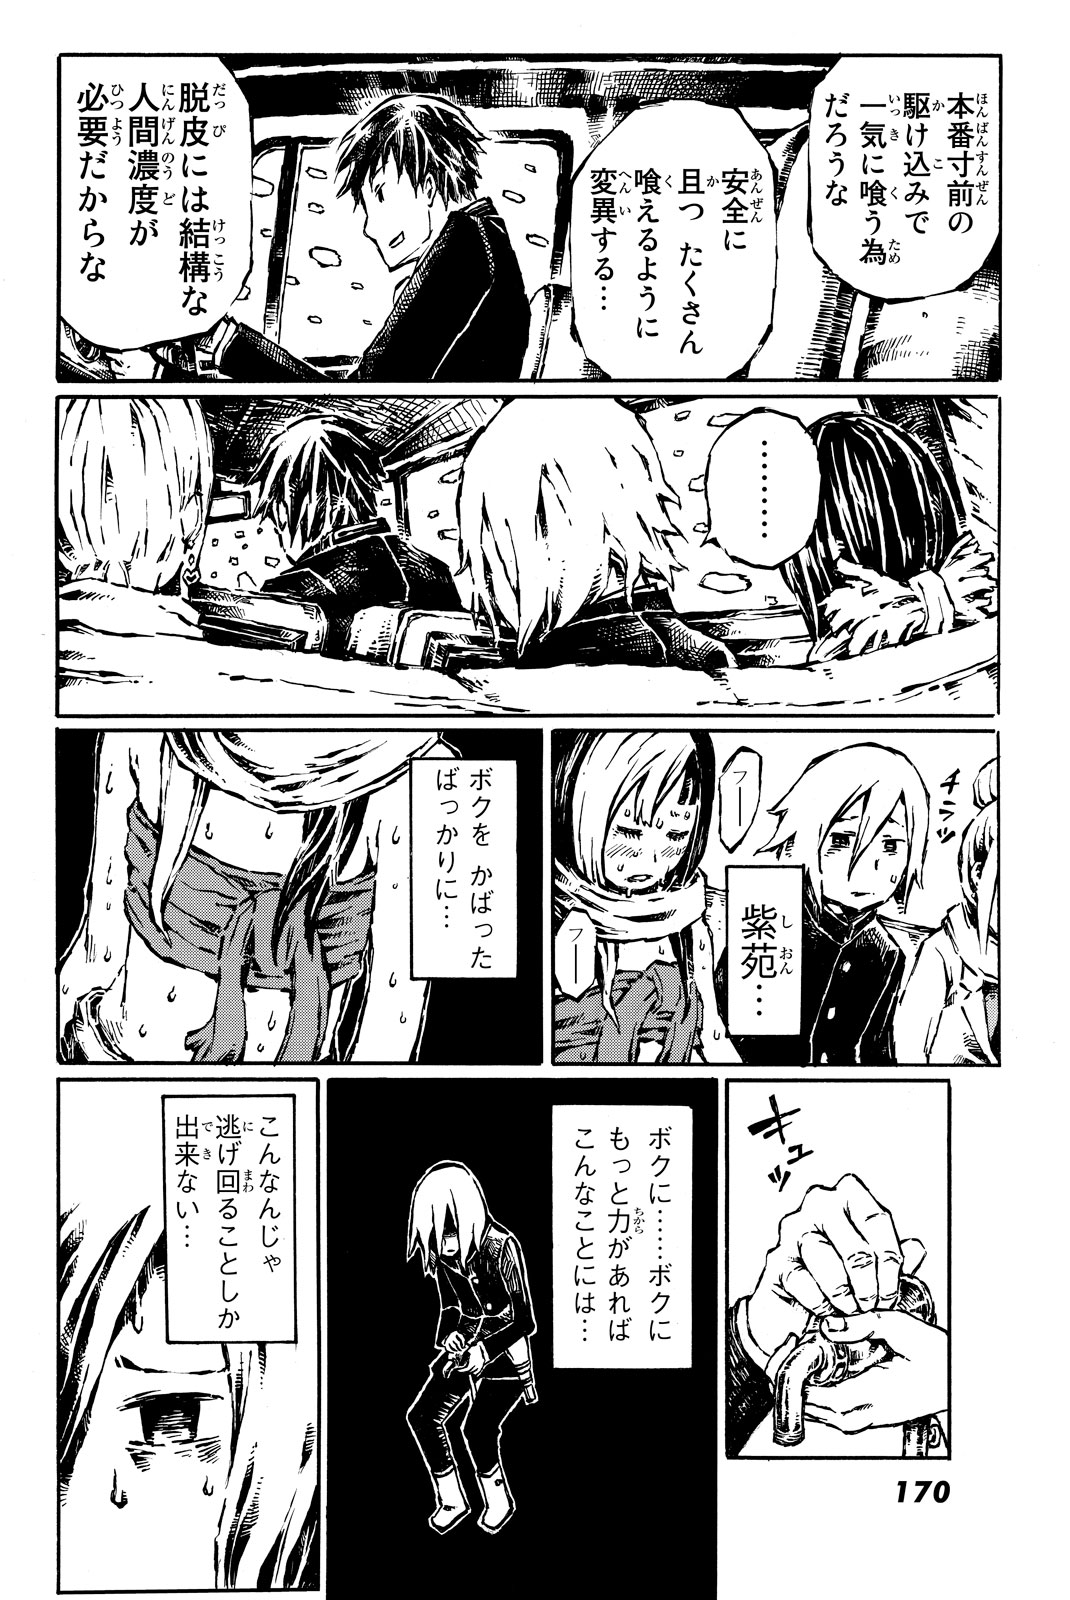 本番寸前の
駆け込みで
一気に喰う為
だろうな
安全に
且つ たくさん
喰えるように
変異する…
脱皮には結構な
人間濃度が
必要だからな
………
チラッ
フー
フー
紫苑…
ボクを かばった
ばっかりに…
キュッ
ボクに……ボクに
もっと力があれば
こんなことには…
こんなんじゃ
逃げ回ることしか
出来ない…
170